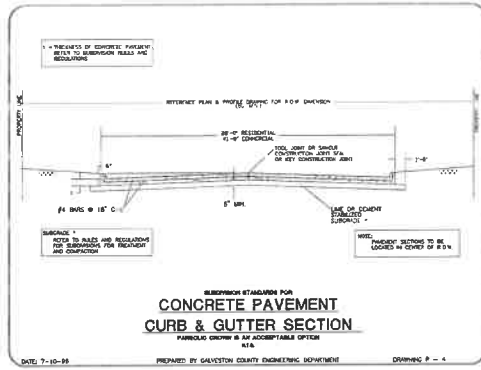 THICKNESS OF CONCRETE PAVEMENT
REFER TO SUBDIVISION RULES AND
REGULATIONS
PROPERTY LINE
REFERENCE PLAN & PROFILE DRAWING FOR R.O.W. DIMENSION
PROPERTY LINE
28'-0" RESIDENTIAL
41'-0" COMMERCIAL
TOOL JOINT OR SAWCUT
CONSTRUCTION JOINT
OR KEY CONSTRUCTION JOINT
6"
#4 BARS @ 18" C
6" MIN.
LIME OR CEMENT
STABILIZED
SUBGRADE *
SUBGRADE *
REFER TO RULES AND REGULATIONS
FOR SUBDIVISIONS FOR TREATMENT
AND COMPACTION
NOTE:
PAVEMENT SECTIONS TO BE
LOCATED IN CENTER OF R.O.W.
SUBDIVISION STANDARDS FOR
CONCRETE PAVEMENT
CURB & GUTTER SECTION
PARABOLIC CROWN IS AN ACCEPTABLE OPTION
N.T.S.
DATE: 7-10-95
PREPARED BY GALVESTON COUNTY ENGINEERING DEPARTMENT
DRAWING P - 4